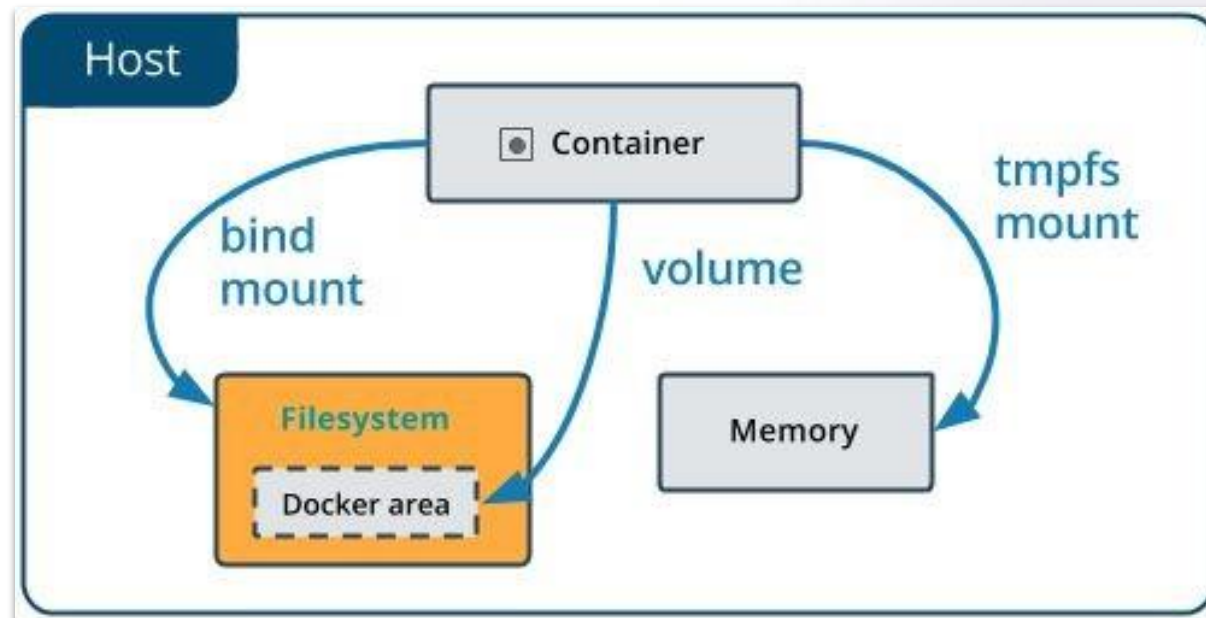 Host
Container
tmpfs
mount
bind
mount
volume
Filesystem
Memory
Docker area